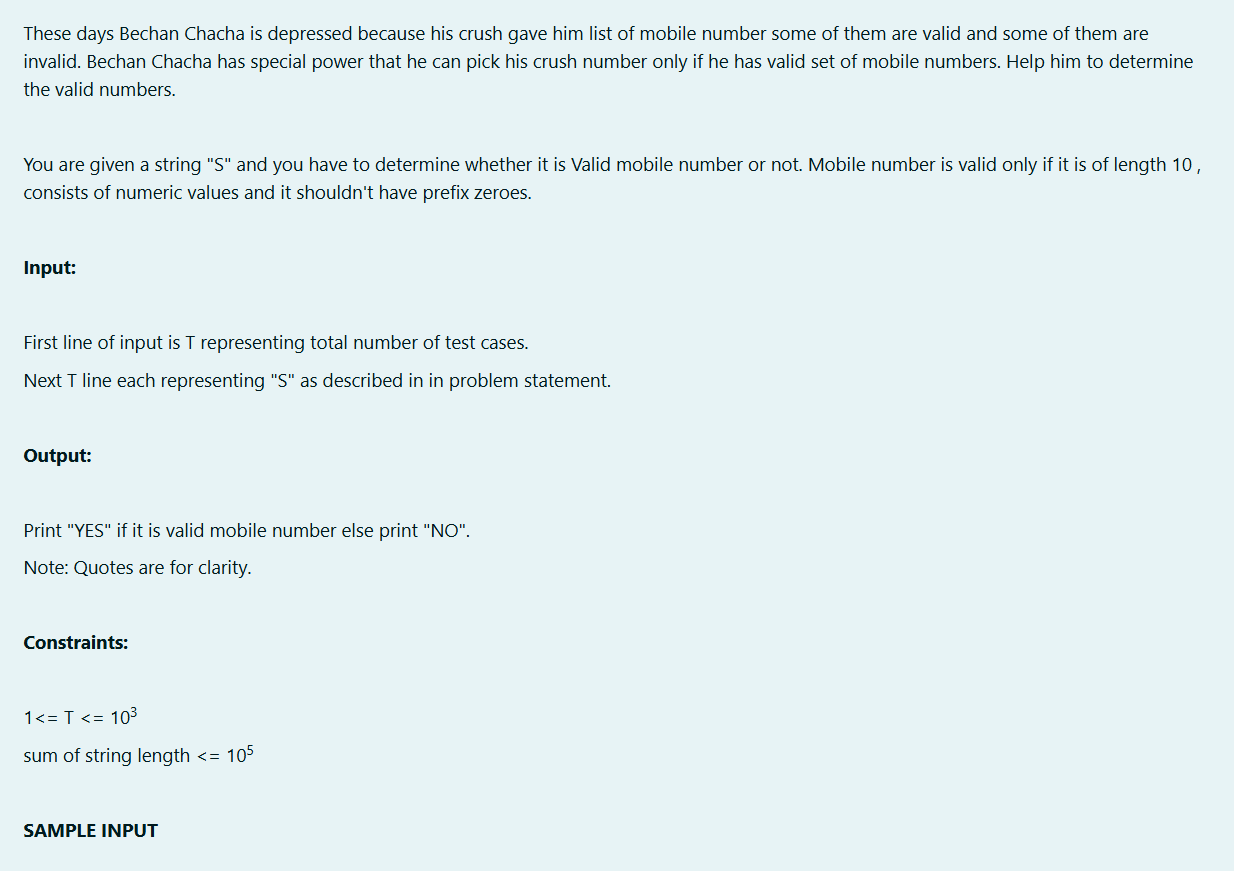 These days Bechan Chacha is depressed because his crush gave him list of mobile number some of them are valid and some of them are
invalid. Bechan Chacha has special power that he can pick his crush number only if he has valid set of mobile numbers. Help him to determine
the valid numbers.
You are given a string "S" and you have to determine whether it is Valid mobile number or not. Mobile number is valid only if it is of length 10 ,
consists of numeric values and it shouldn't have prefix zeroes.
Input:
First line of input is T representing total number of test cases.
Next T line each representing "S" as described in in problem statement.
Output:
Print "YES" if it is valid mobile number else print "NO".
Note: Quotes are for clarity.
Constraints:
1<= T <= 10³
sum of string length <= 10⁵
SAMPLE INPUT